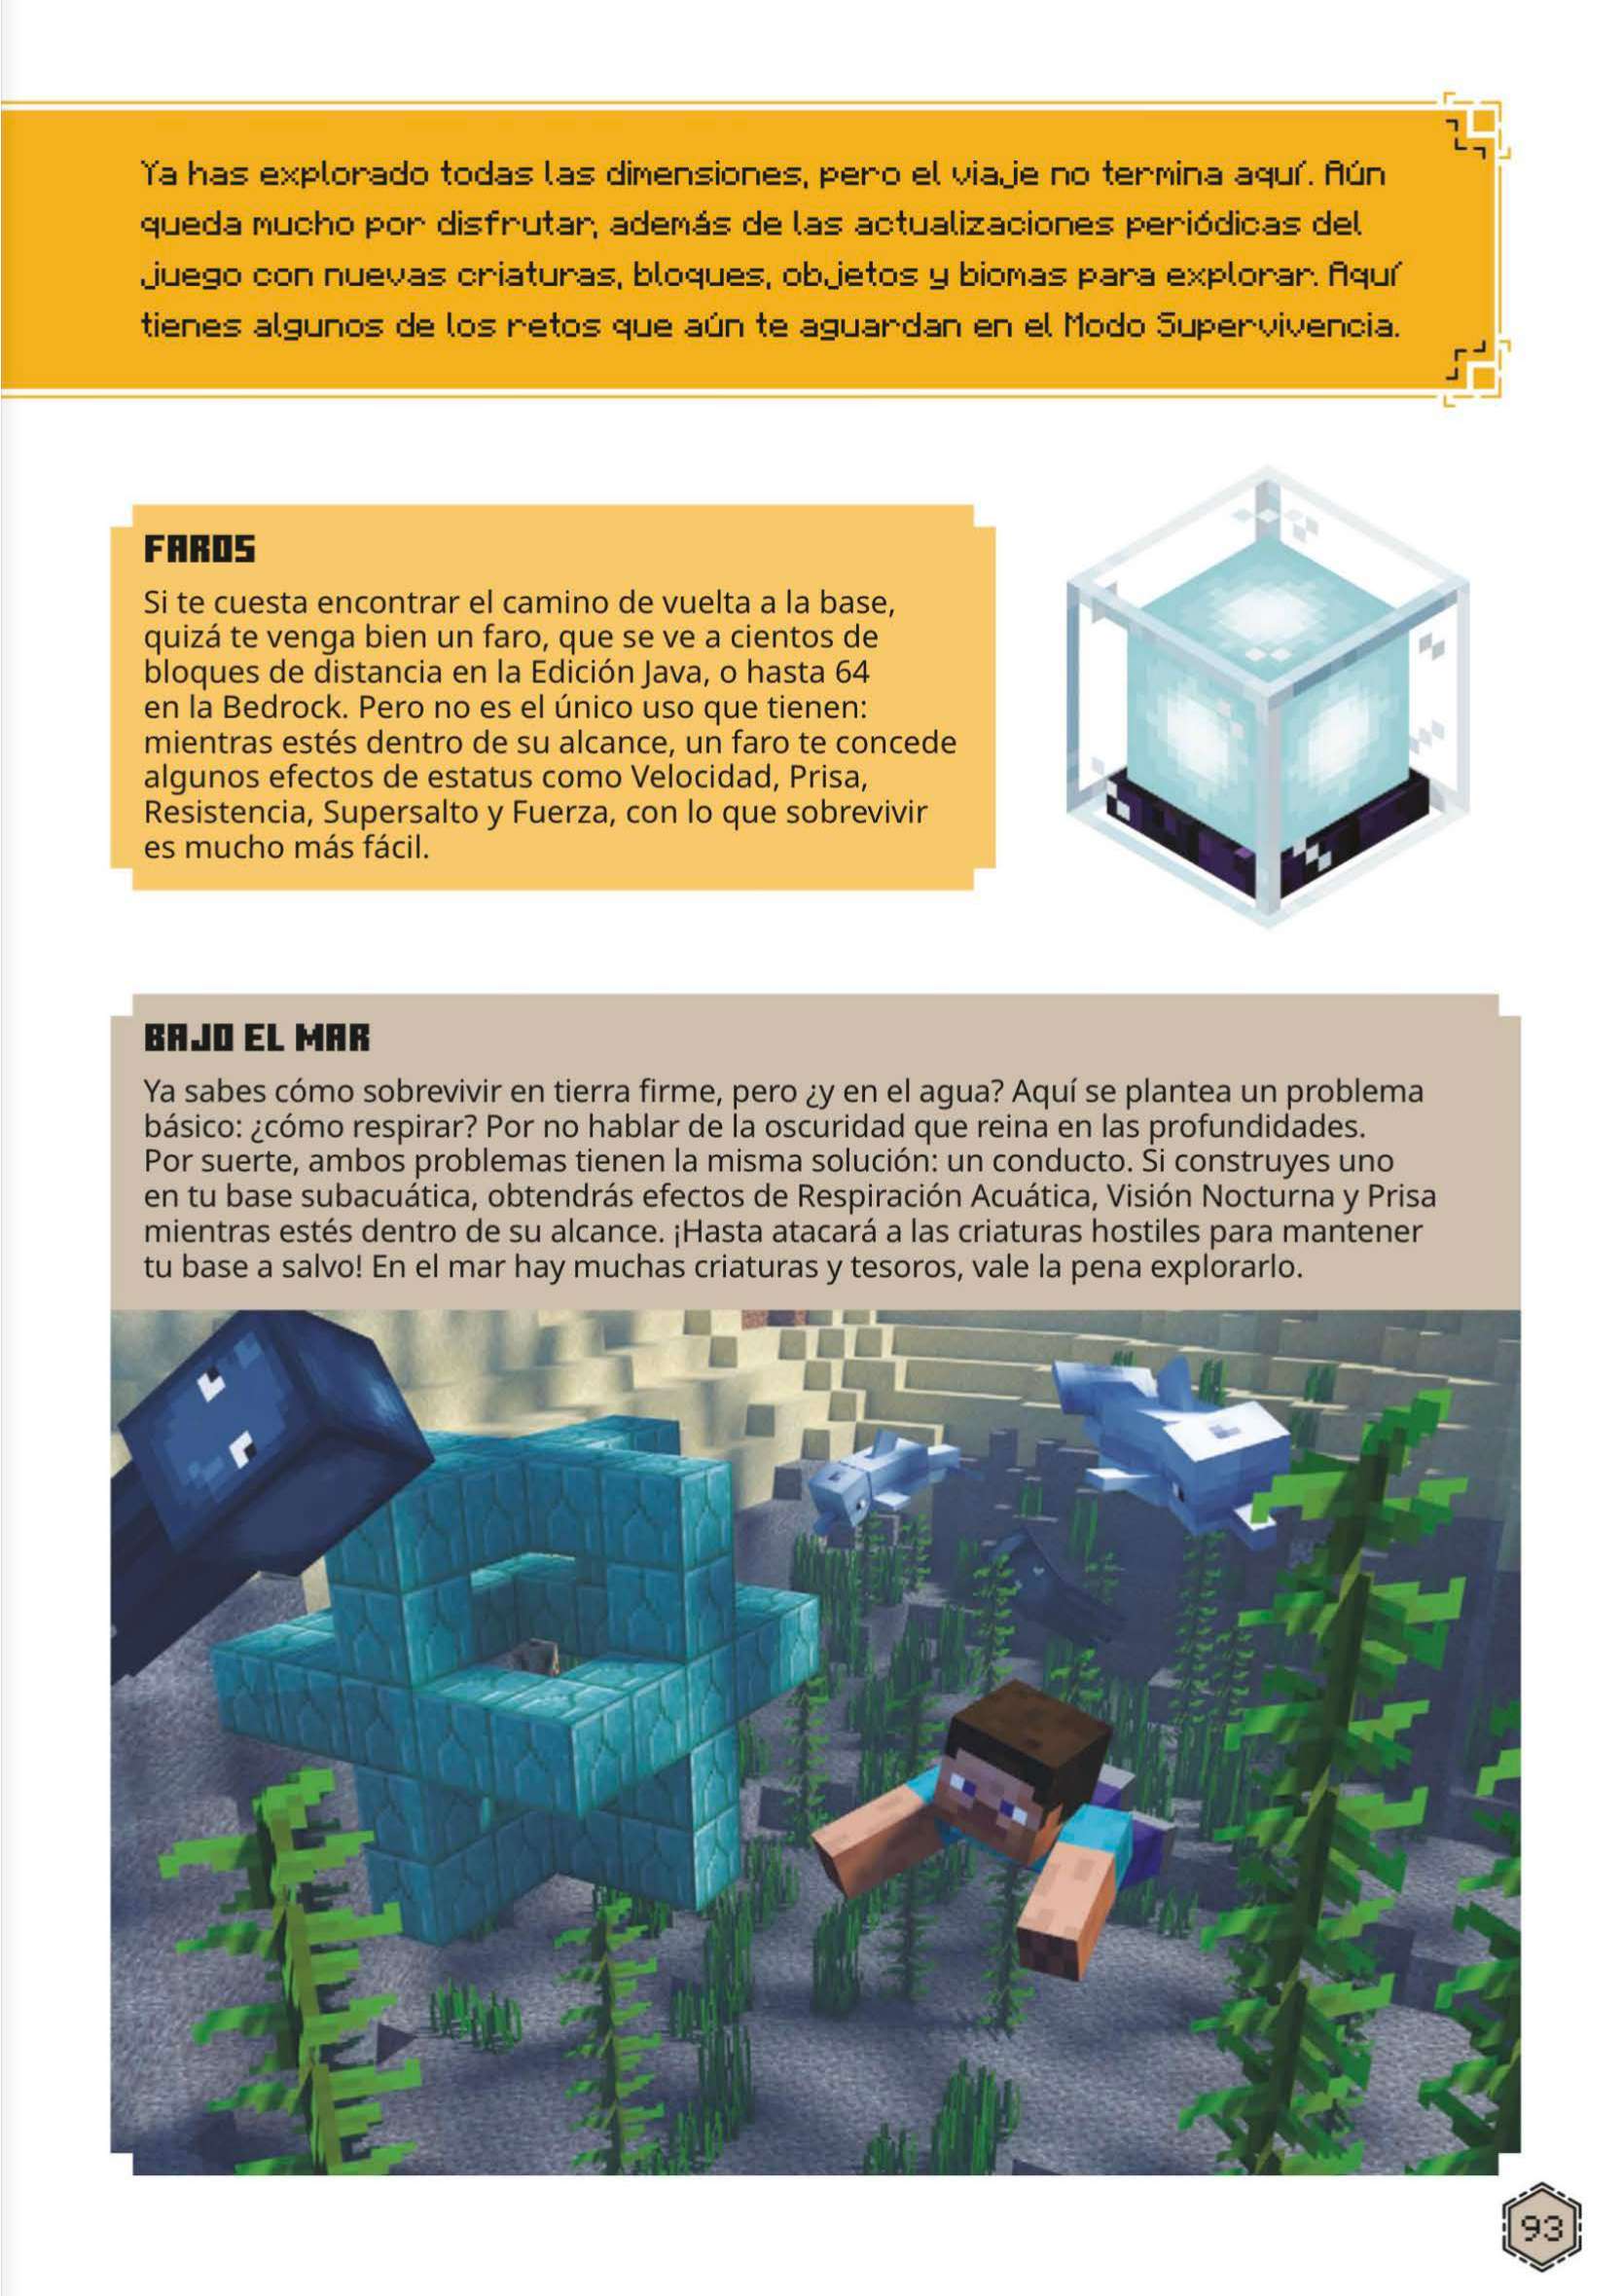 Ya has explorado todas las dimensiones, pero el viaje no termina aquí. Aún
queda mucho por disfrutar, además de las actualizaciones periódicas del
juego con nuevas criaturas, bloques, objetos y biomas para explorar. Aquí
tienes algunos de los retos que aún te aguardan en el Modo Supervivencia.
FAROS
Si te cuesta encontrar el camino de vuelta a la base,
quizá te venga bien un faro, que se ve a cientos de
bloques de distancia en la Edición Java, o hasta 64
en la Bedrock. Pero no es el único uso que tienen:
mientras estés dentro de su alcance, un faro te concede
algunos efectos de estatus como Velocidad, Prisa,
Resistencia, Supersalto y Fuerza, con lo que sobrevivir
es mucho más fácil.
BAJO EL MAR
Ya sabes cómo sobrevivir en tierra firme, pero ¿y en el agua? Aquí se plantea un problema
básico: ¿cómo respirar? Por no hablar de la oscuridad que reina en las profundidades.
Por suerte, ambos problemas tienen la misma solución: un conducto. Si construyes uno
en tu base subacuática, obtendrás efectos de Respiración Acuática, Visión Nocturna y Prisa
mientras estés dentro de su alcance. ¡Hasta atacará a las criaturas hostiles para mantener
tu base a salvo! En el mar hay muchas criaturas y tesoros, vale la pena explorarlo.
93